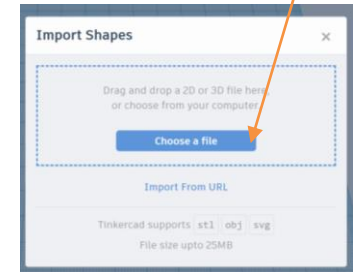 Import Shapes
Drag and drop a 2D or 3D file here,
or choose from your computer.
Choose a file
Import From URL
Tinkercad supports stl obj svg
File size upto 25MB